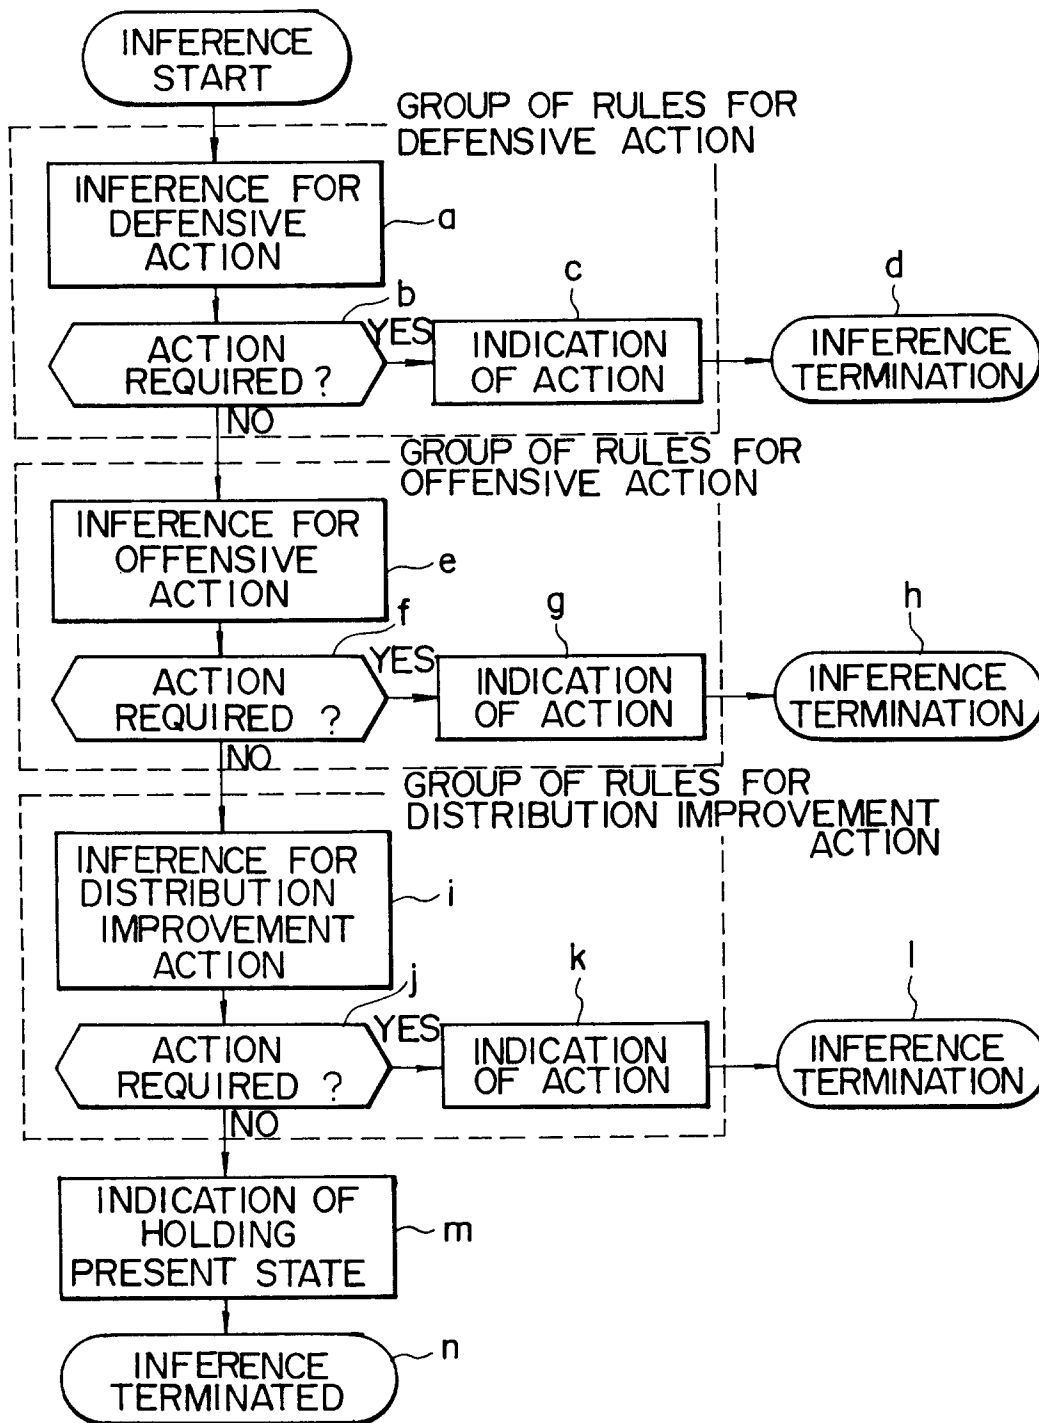 INFERENCE
START
GROUP OF RULES FOR
DEFENSIVE ACTION
INFERENCE FOR
DEFENSIVE
ACTION
a
b
ACTION
REQUIRED ?
YES
NO
c
INDICATION
OF ACTION
d
INFERENCE
TERMINATION
GROUP OF RULES FOR
OFFENSIVE ACTION
INFERENCE FOR
OFFENSIVE
ACTION
e
f
ACTION
REQUIRED ?
YES
NO
g
INDICATION
OF ACTION
h
INFERENCE
TERMINATION
GROUP OF RULES FOR
DISTRIBUTION IMPROVEMENT
ACTION
INFERENCE FOR
DISTRIBUTION
IMPROVEMENT
ACTION
i
j
ACTION
REQUIRED ?
YES
NO
k
INDICATION
OF ACTION
l
INFERENCE
TERMINATION
INDICATION OF
HOLDING
PRESENT STATE
m
INFERENCE
TERMINATED
n